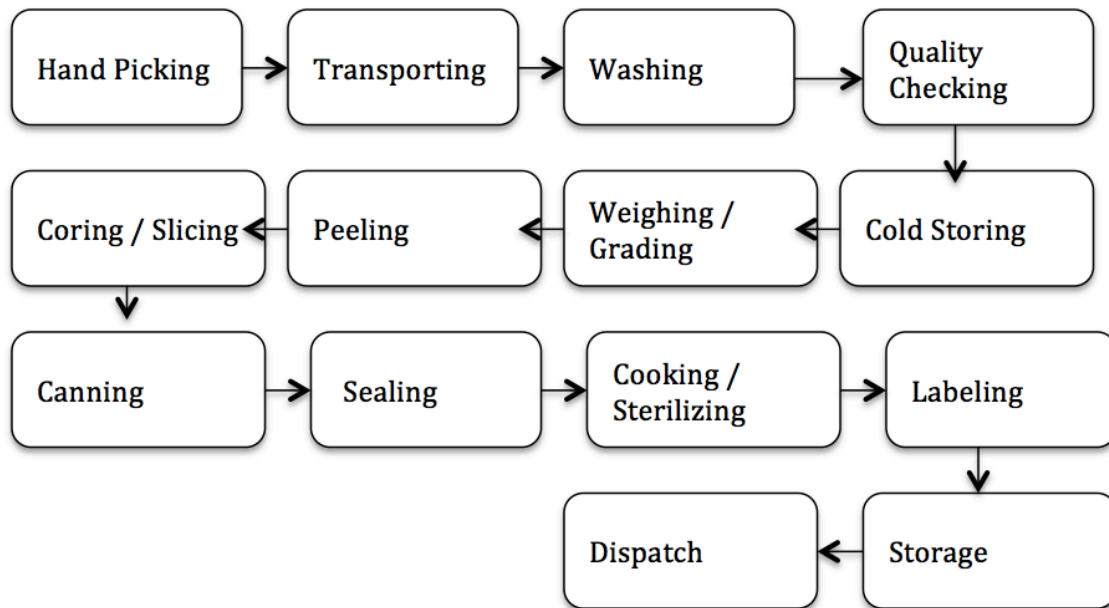 Hand Picking
Transporting
Washing
Quality
Checking
Cold Storing
Weighing /
Grading
Peeling
Coring / Slicing
Canning
Sealing
Cooking /
Sterilizing
Labeling
Storage
Dispatch